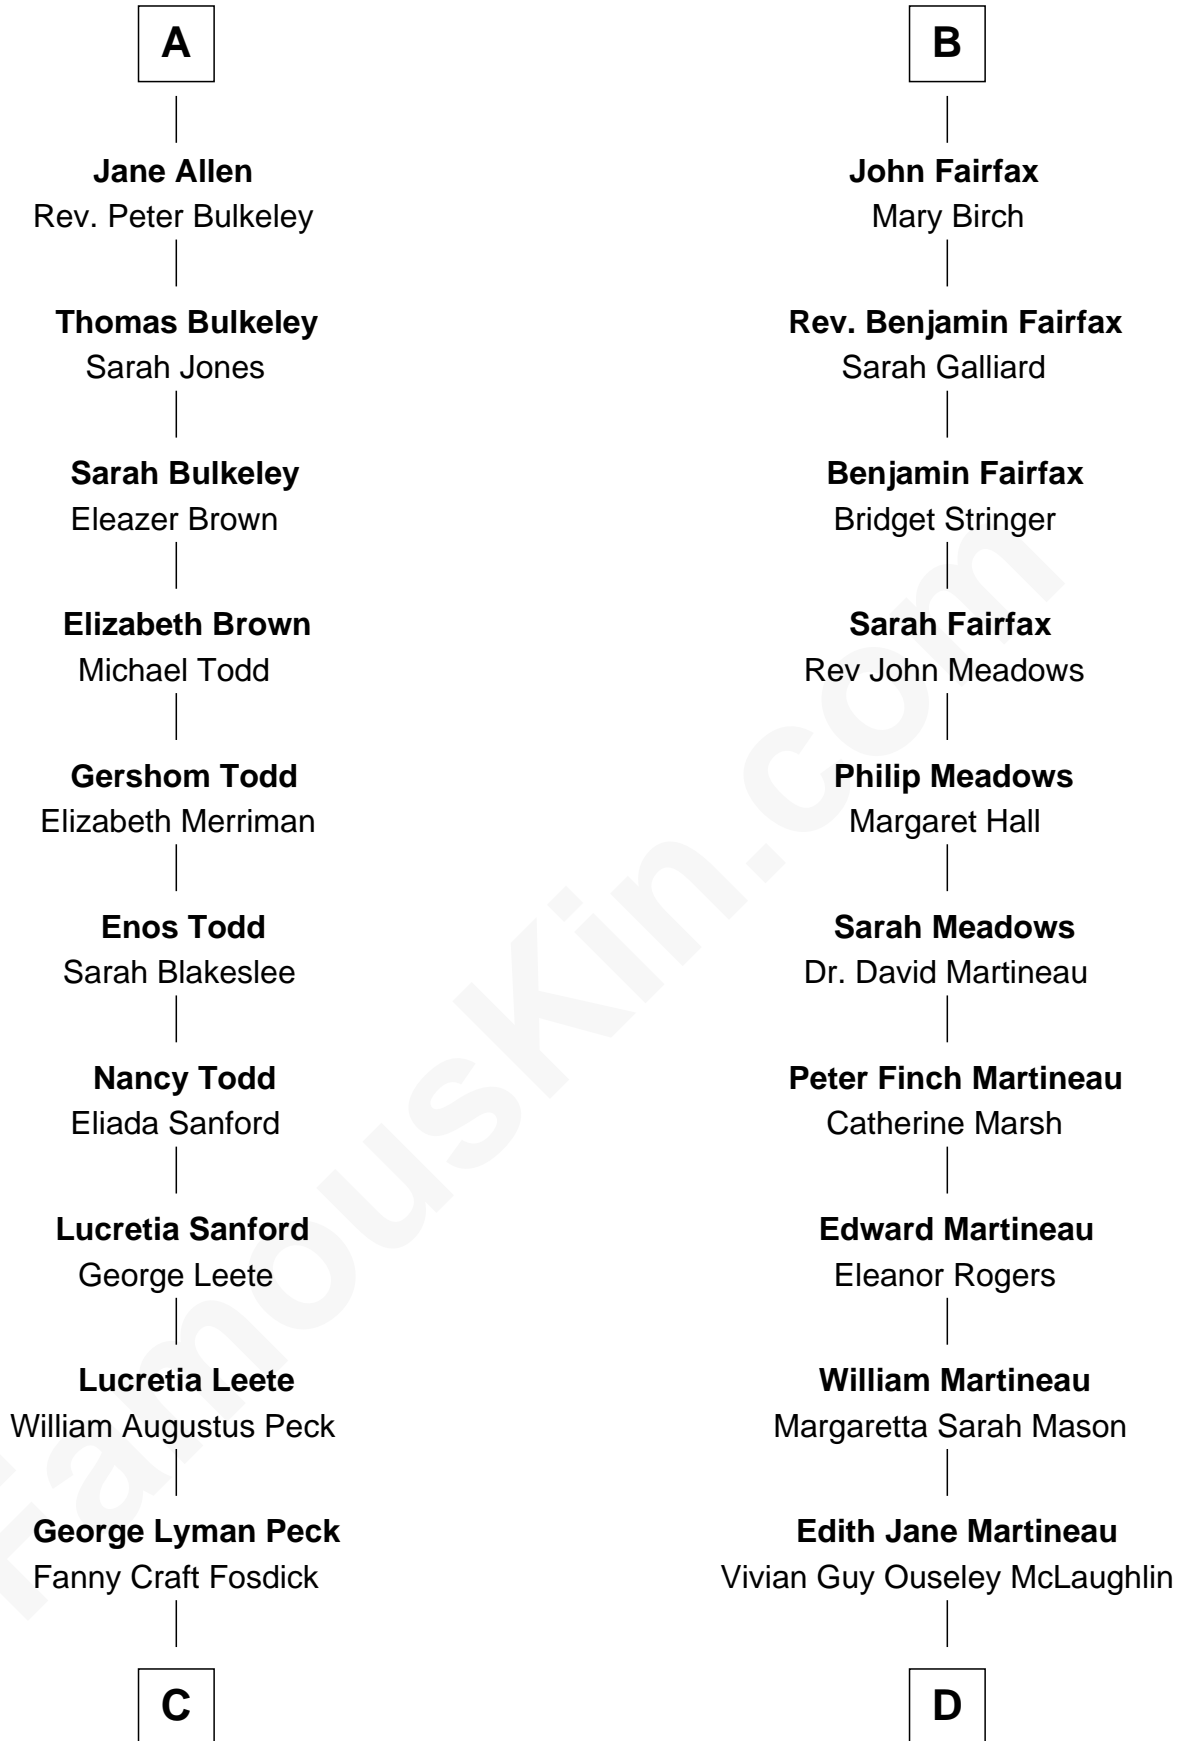 A
Jane Allen
Rev. Peter Bulkeley
Thomas Bulkeley
Sarah Jones
Sarah Bulkeley
Eleazer Brown
Elizabeth Brown
Michael Todd
Gershom Todd
Elizabeth Merriman
Enos Todd
Sarah Blakeslee
Nancy Todd
Eliada Sanford
Lucretia Sanford
George Leete
Lucretia Leete
William Augustus Peck
George Lyman Peck
Fanny Craft Fosdick
C
B
John Fairfax
Mary Birch
Rev. Benjamin Fairfax
Sarah Galliard
Benjamin Fairfax
Bridget Stringer
Sarah Fairfax
Rev John Meadows
Philip Meadows
Margaret Hall
Sarah Meadows
Dr. David Martineau
Peter Finch Martineau
Catherine Marsh
Edward Martineau
Eleanor Rogers
William Martineau
Margaretta Sarah Mason
Edith Jane Martineau
Vivian Guy Ouseley McLaughlin
D
FamousKin.com